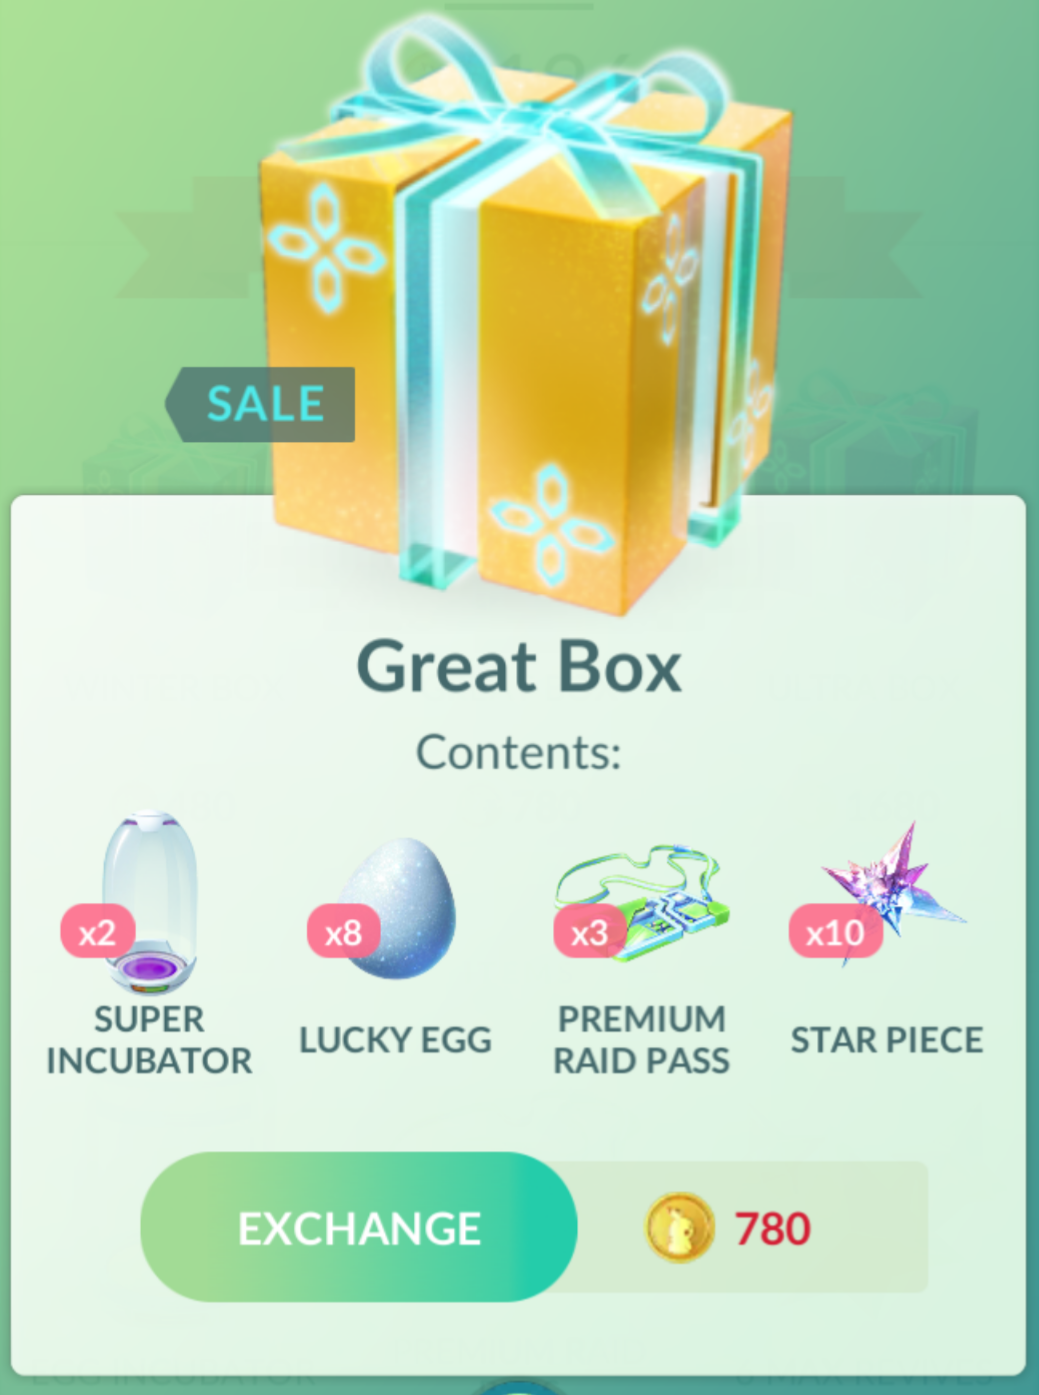 SALE
Great Box
Contents:
x2
x8
x3
x10
SUPER
INCUBATOR
LUCKY EGG
PREMIUM
RAID PASS
STAR PIECE
EXCHANGE
780